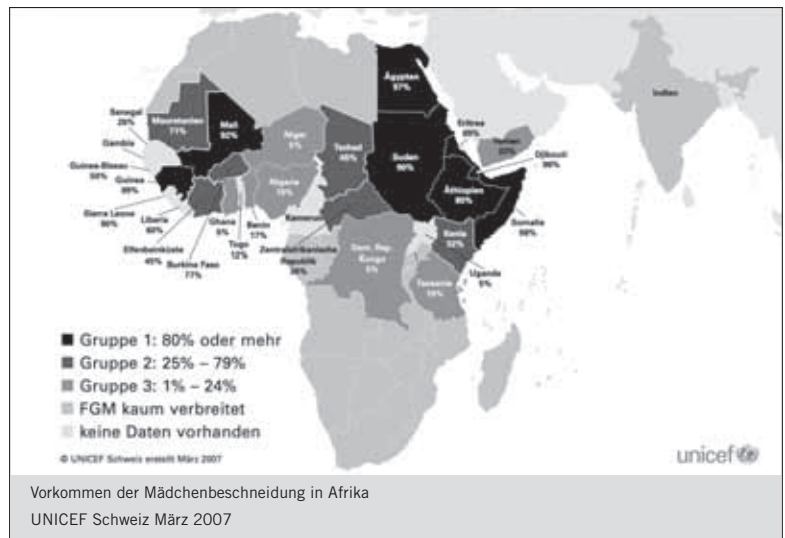 Ägypten
97%
Senegal
28%
Mauretanien
71%
Mali
92%
Niger
5%
Tschad
45%
Sudan
90%
Eritrea
89%
Jemen
Indien
Gambia
Guinea-Bissau
50%
Guinea
99%
Sierra Leone
90%
Liberia
60%
Elfenbeinküste
45%
Burkina Faso
77%
Ghana
5%
Togo
12%
Benin
17%
Nigeria
19%
Kamerun
Zentralafrikanische
Republik
36%
Äthiopien
80%
Djibouti
Somalia
98%
Kenia
32%
Uganda
5%
Dem. Rep.
Kongo
5%
Tansania
Gruppe 1: 80% oder mehr
Gruppe 2: 25% – 79%
Gruppe 3: 1% – 24%
FGM kaum verbreitet
keine Daten vorhanden
© UNICEF Schweiz erstellt März 2007
unicef
Vorkommen der Mädchenbeschneidung in Afrika
UNICEF Schweiz März 2007